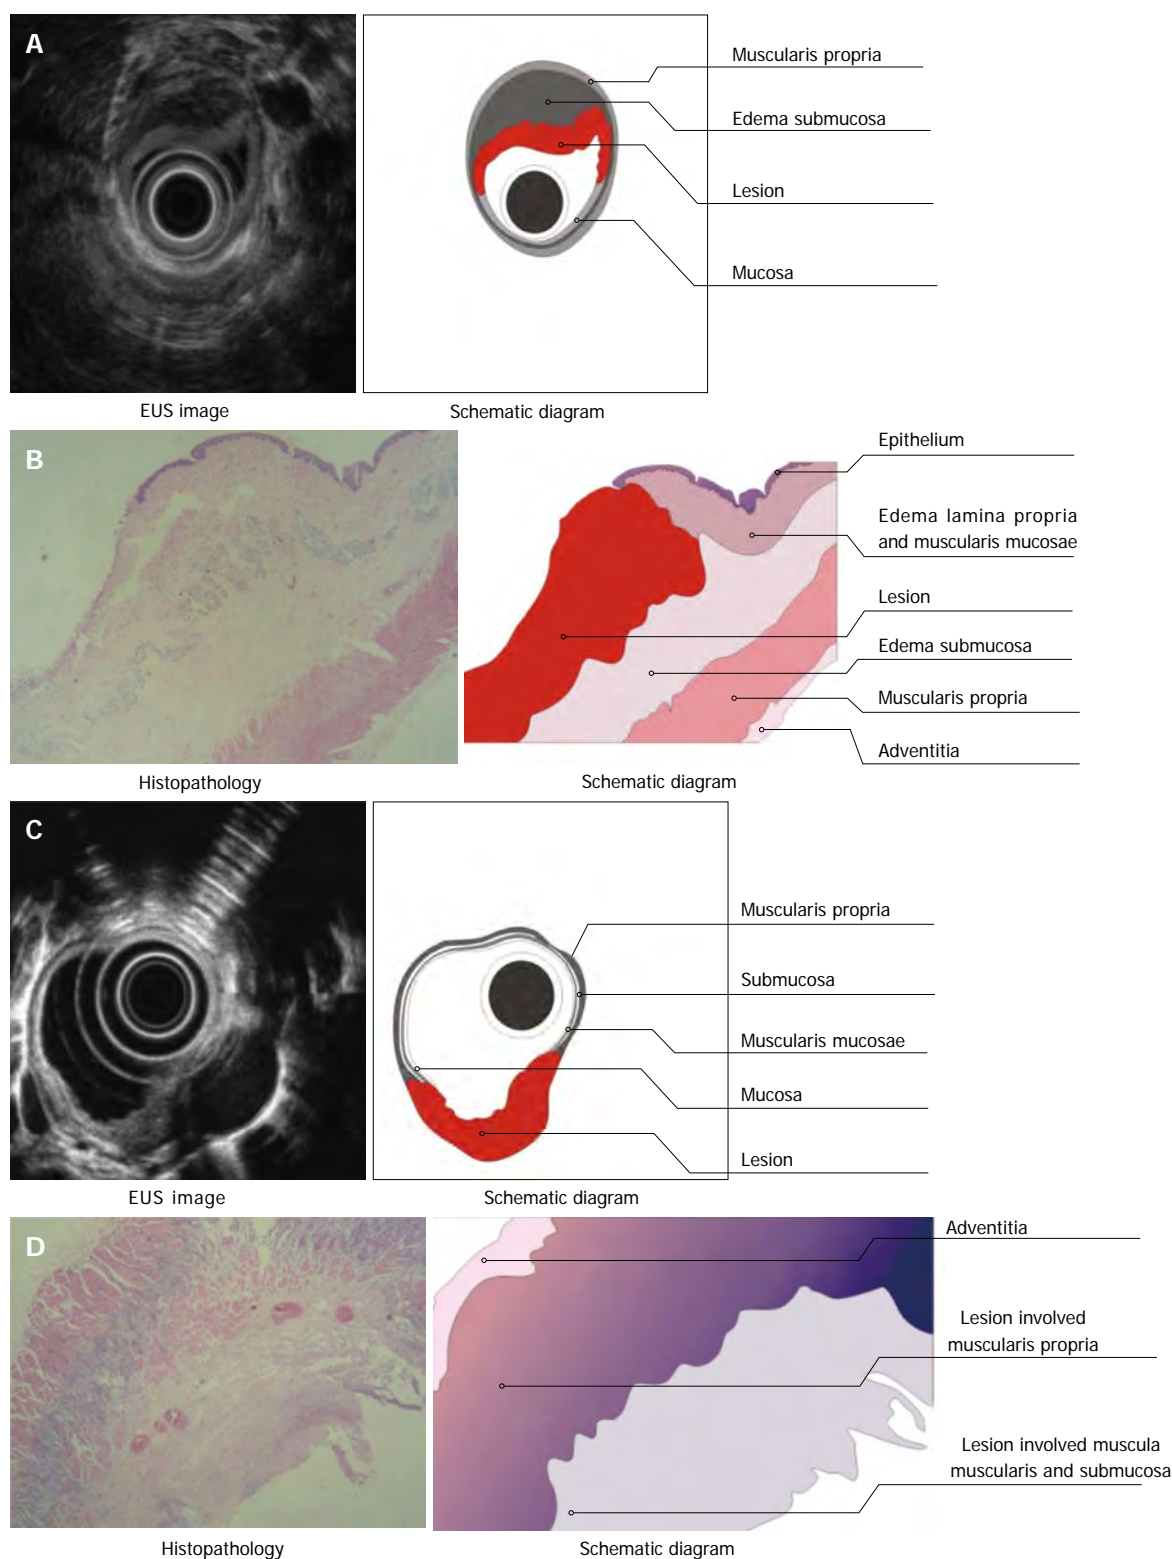 A
Muscularis propria
Edema submucosa
Lesion
Mucosa
EUS image
Schematic diagram
B
Epithelium
Edema lamina propria
and muscularis mucosae
Lesion
Edema submucosa
Muscularis propria
Adventitia
Histopathology
Schematic diagram
C
Muscularis propria
Submucosa
Muscularis mucosae
Mucosa
Lesion
EUS image
Schematic diagram
D
Adventitia
Lesion involved
muscularis propria
Lesion involved muscula
muscularis and submucosa
Histopathology
Schematic diagram